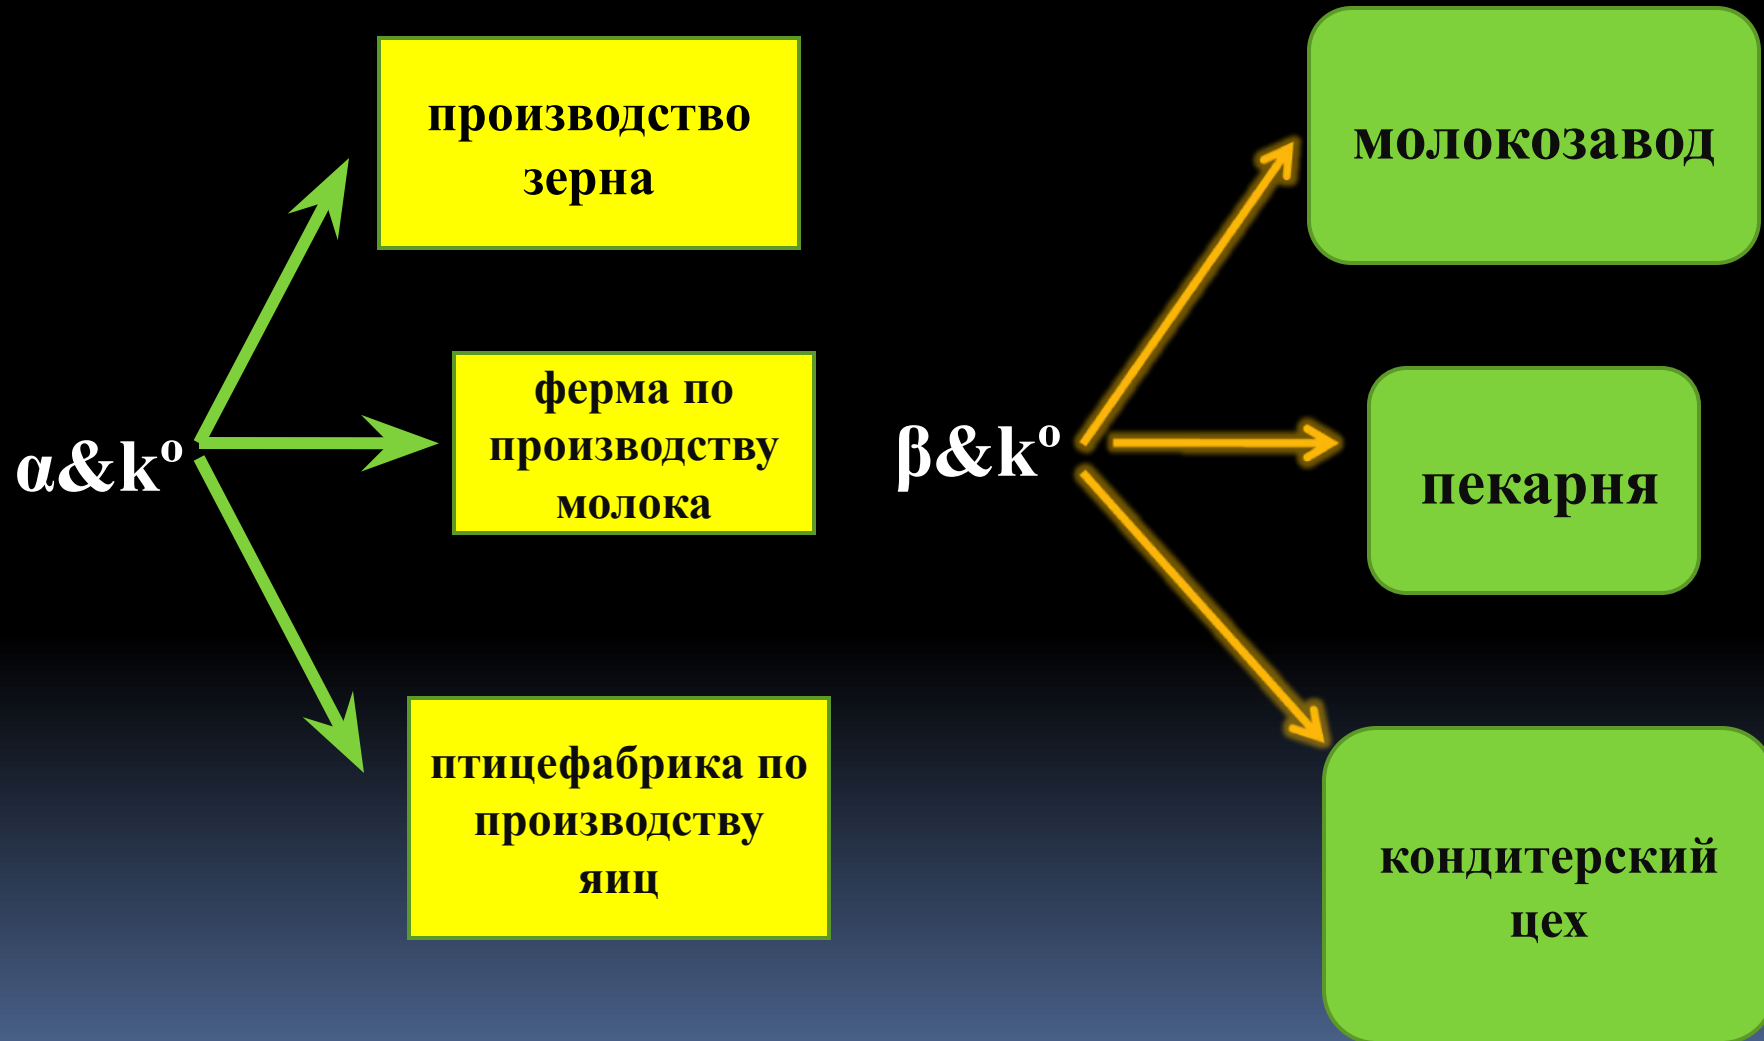 α&kº
производство
зерна
ферма по
производству
молока
птицефабрика по
производству
яиц
β&kº
молокозавод
пекарня
кондитерский
цех